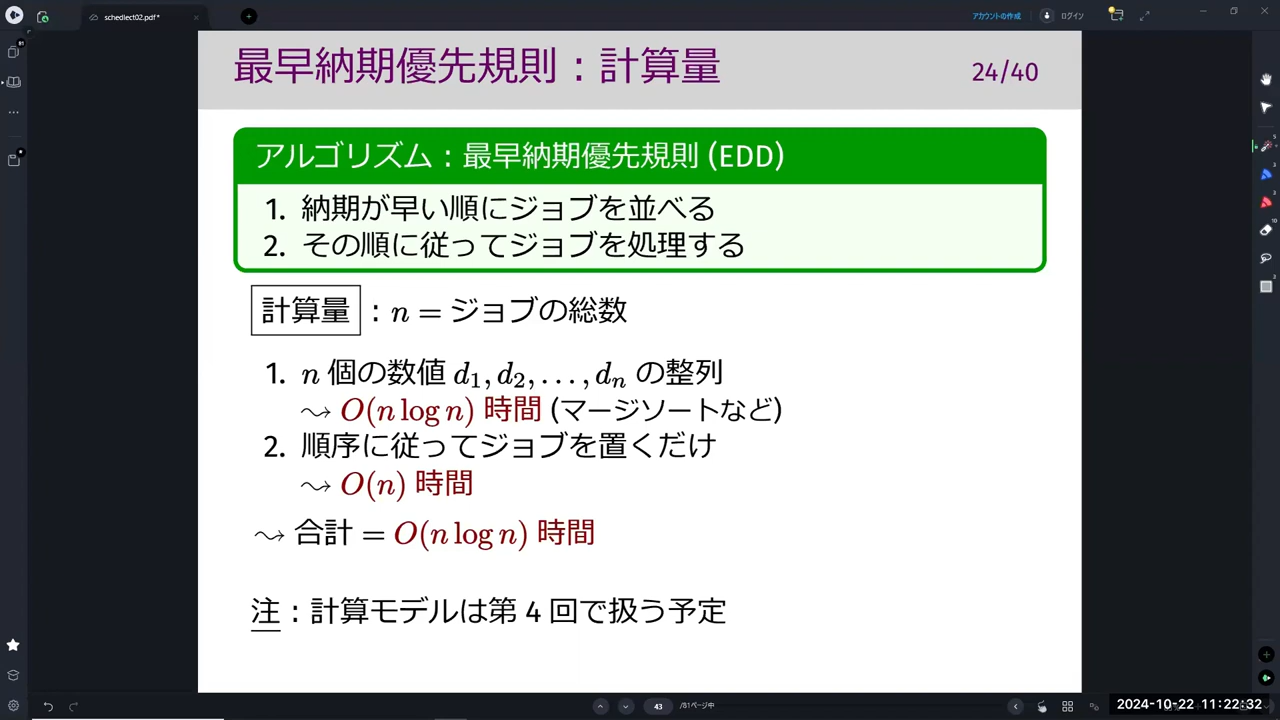 schedlect02.pdf*
アカウントの作成
ログイン
最早納期優先規則：計算量
24/40
アルゴリズム：最早納期優先規則 (EDD)
1. 納期が早い順にジョブを並べる
2. その順に従ってジョブを処理する
計算量：n = ジョブの総数
1. n 個の数値 d₁, d₂, . . . , dₙ の整列
⇝ O(n log n) 時間 (マージソートなど)
2. 順序に従ってジョブを置くだけ
⇝ O(n) 時間
⇝ 合計 = O(n log n) 時間
注：計算モデルは第 4 回で扱う予定
43
/81ページ中
2024-10-22 11:22:32